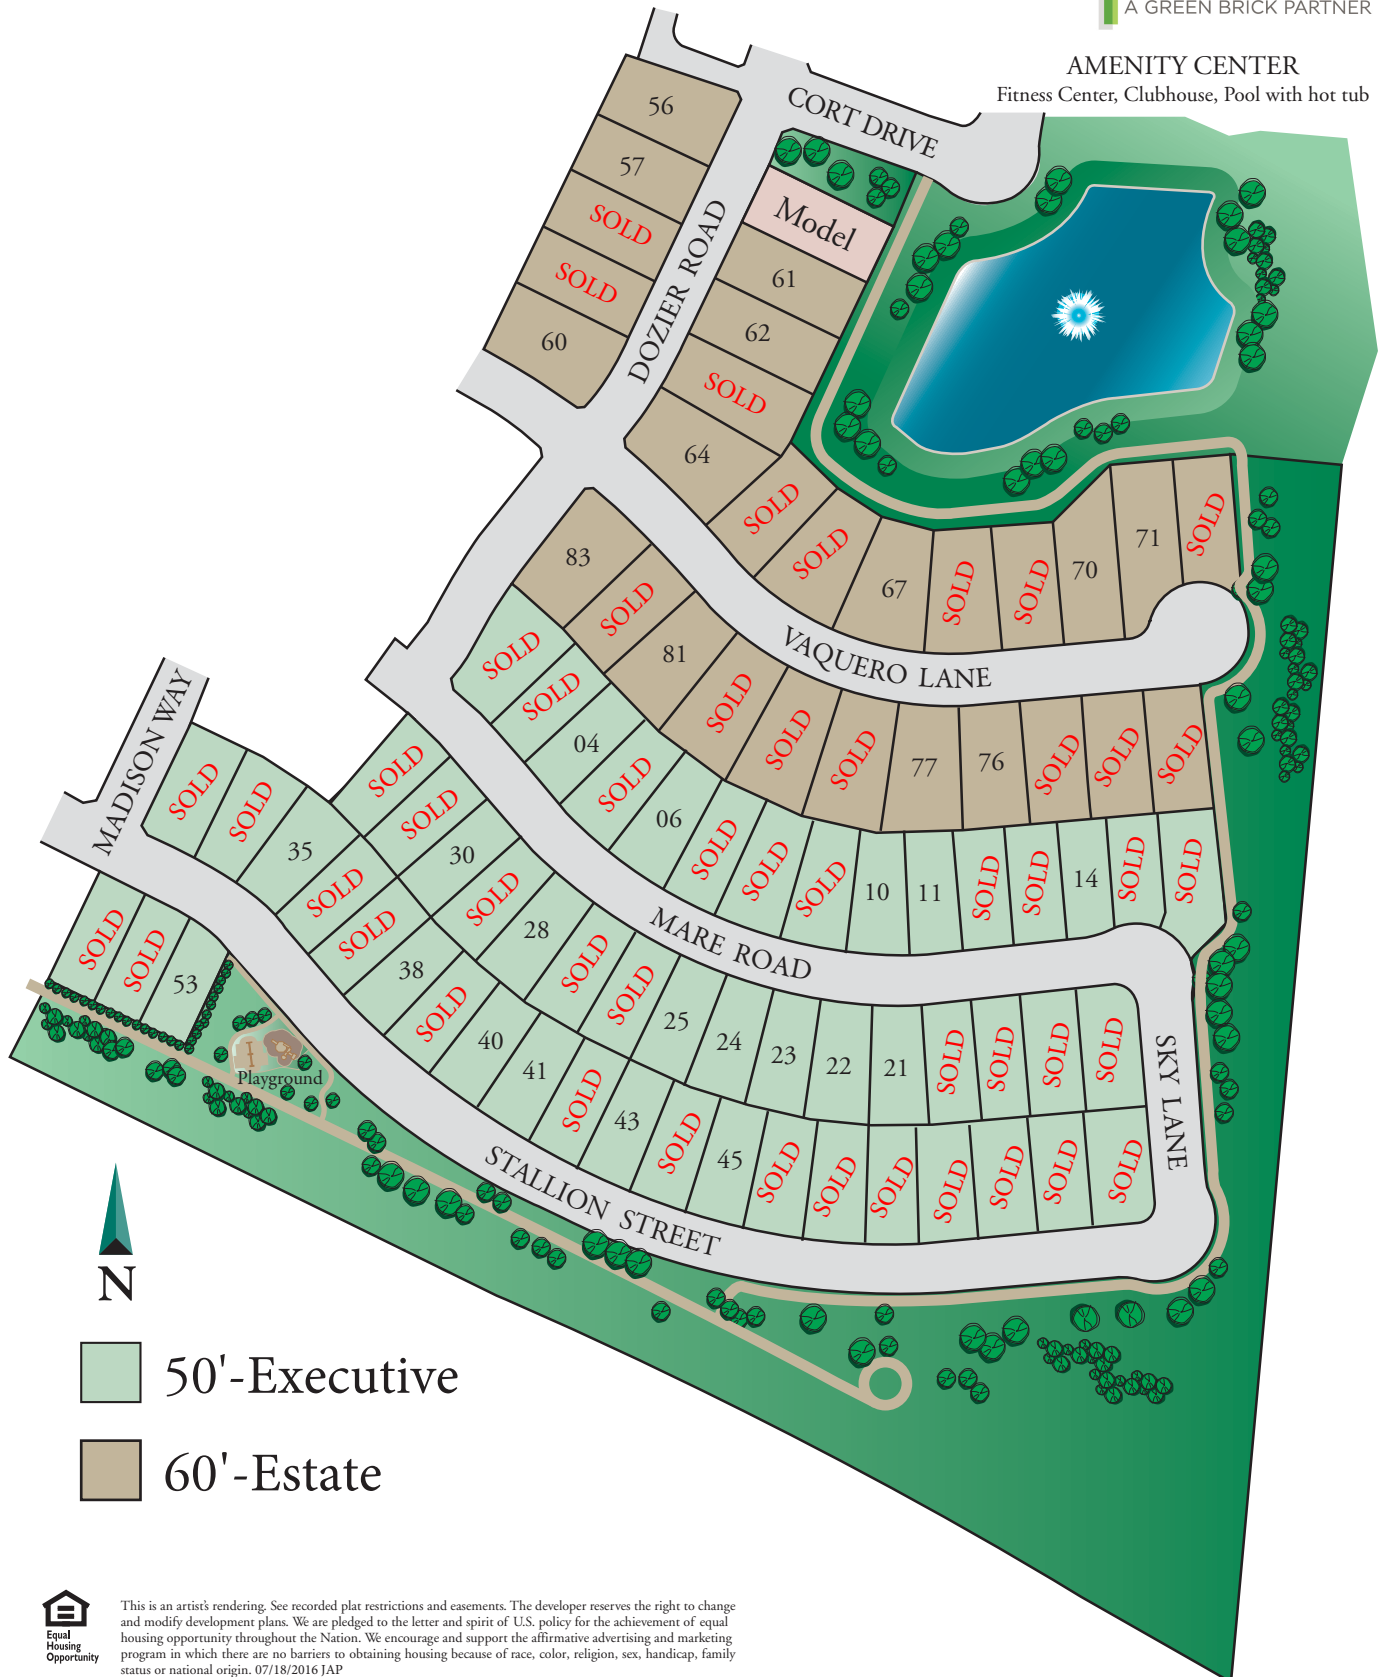 A GREEN BRICK PARTNER
AMENITY CENTER
Fitness Center, Clubhouse, Pool with hot tub
CORT DRIVE
56
57
SOLD
SOLD
60
DOZIER ROAD
Model
61
62
SOLD
64
SOLD
SOLD
67
SOLD
SOLD
70
71
SOLD
VAQUERO LANE
83
SOLD
81
SOLD
SOLD
SOLD
77
76
SOLD
SOLD
SOLD
SOLD
SOLD
04
SOLD
06
SOLD
SOLD
SOLD
10
11
SOLD
SOLD
14
SOLD
SOLD
MADISON WAY
MARE ROAD
SOLD
SOLD
30
SOLD
28
SOLD
SOLD
25
24
23
22
21
SOLD
SOLD
SOLD
SOLD
SKY LANE
SOLD
SOLD
35
SOLD
SOLD
38
SOLD
40
41
SOLD
43
SOLD
45
SOLD
SOLD
SOLD
SOLD
SOLD
SOLD
SOLD
STALLION STREET
SOLD
SOLD
53
Playground
N
50'-Executive
60'-Estate
Equal
Housing
Opportunity
This is an artist's rendering. See recorded plat restrictions and easements. The developer reserves the right to change
and modify development plans. We are pledged to the letter and spirit of U.S. policy for the achievement of equal
housing opportunity throughout the Nation. We encourage and support the affirmative advertising and marketing
program in which there are no barriers to obtaining housing because of race, color, religion, sex, handicap, family
status or national origin. 07/18/2016 JAP